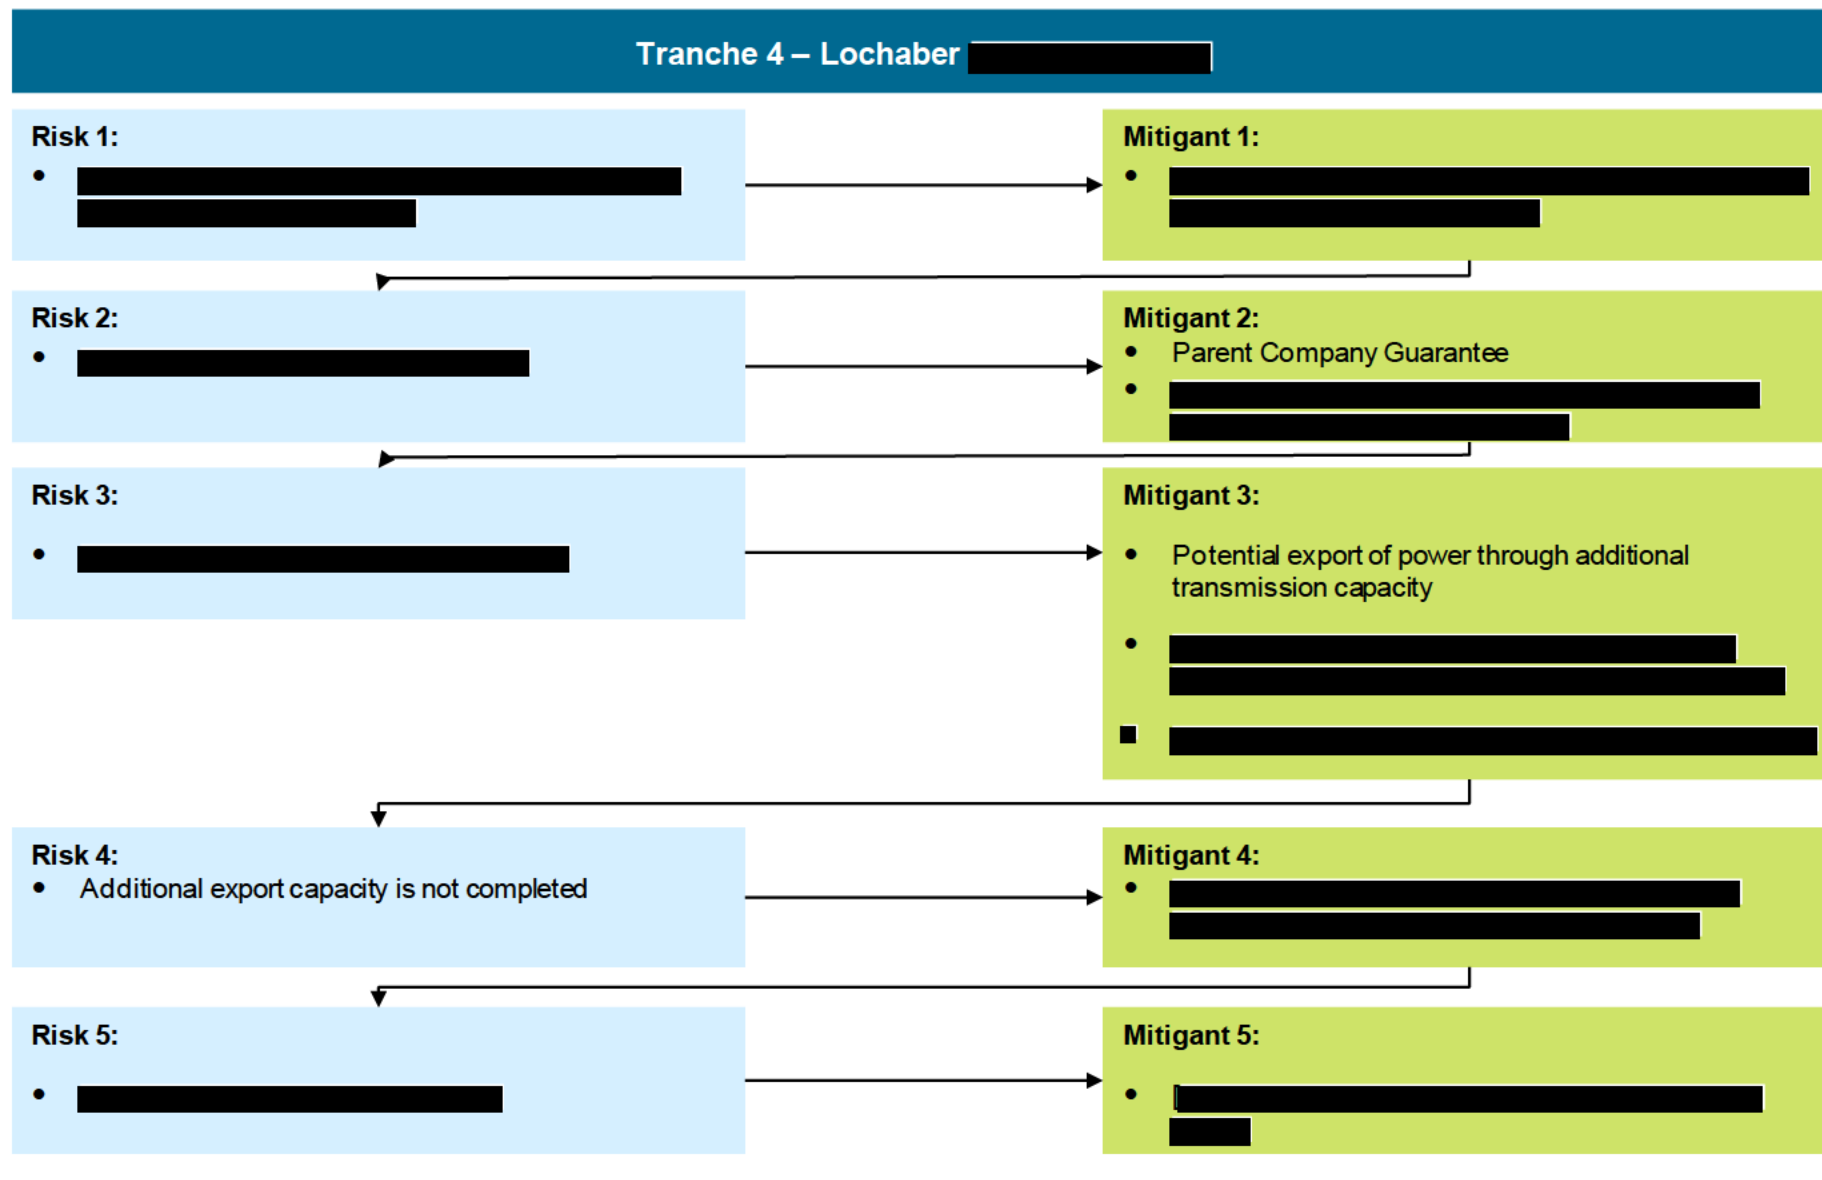 Tranche 4 – Lochaber
Risk 1:
Mitigant 1:
Risk 2:
Mitigant 2:
• Parent Company Guarantee
Risk 3:
Mitigant 3:
• Potential export of power through additional
transmission capacity
Risk 4:
• Additional export capacity is not completed
Mitigant 4:
Risk 5:
Mitigant 5: